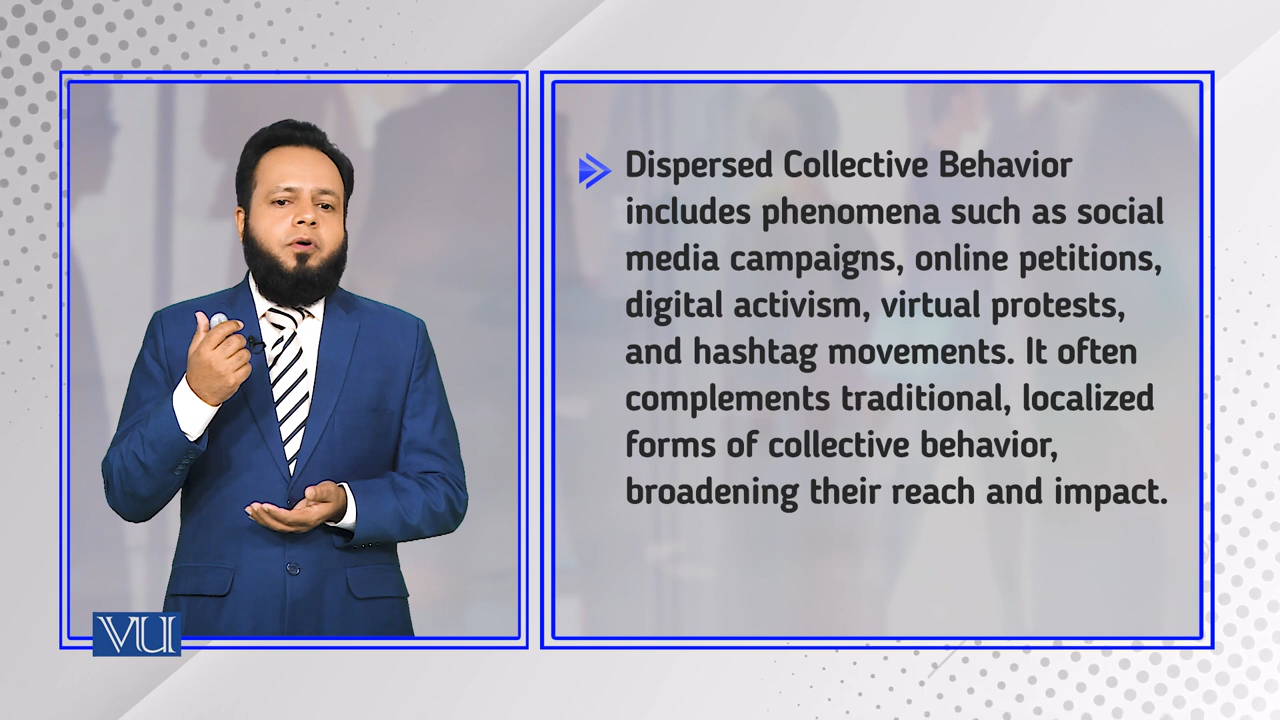 Dispersed Collective Behavior
includes phenomena such as social
media campaigns, online petitions,
digital activism, virtual protests,
and hashtag movements. It often
complements traditional, localized
forms of collective behavior,
broadening their reach and impact.
VU